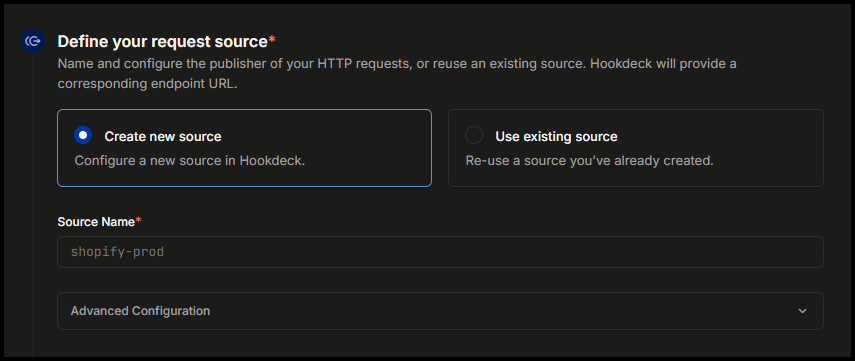 Define your request source*
Name and configure the publisher of your HTTP requests, or reuse an existing source. Hookdeck will provide a
corresponding endpoint URL.
Create new source
Configure a new source in Hookdeck.
Use existing source
Re-use a source you’ve already created.
Source Name*
shopify-prod
Advanced Configuration